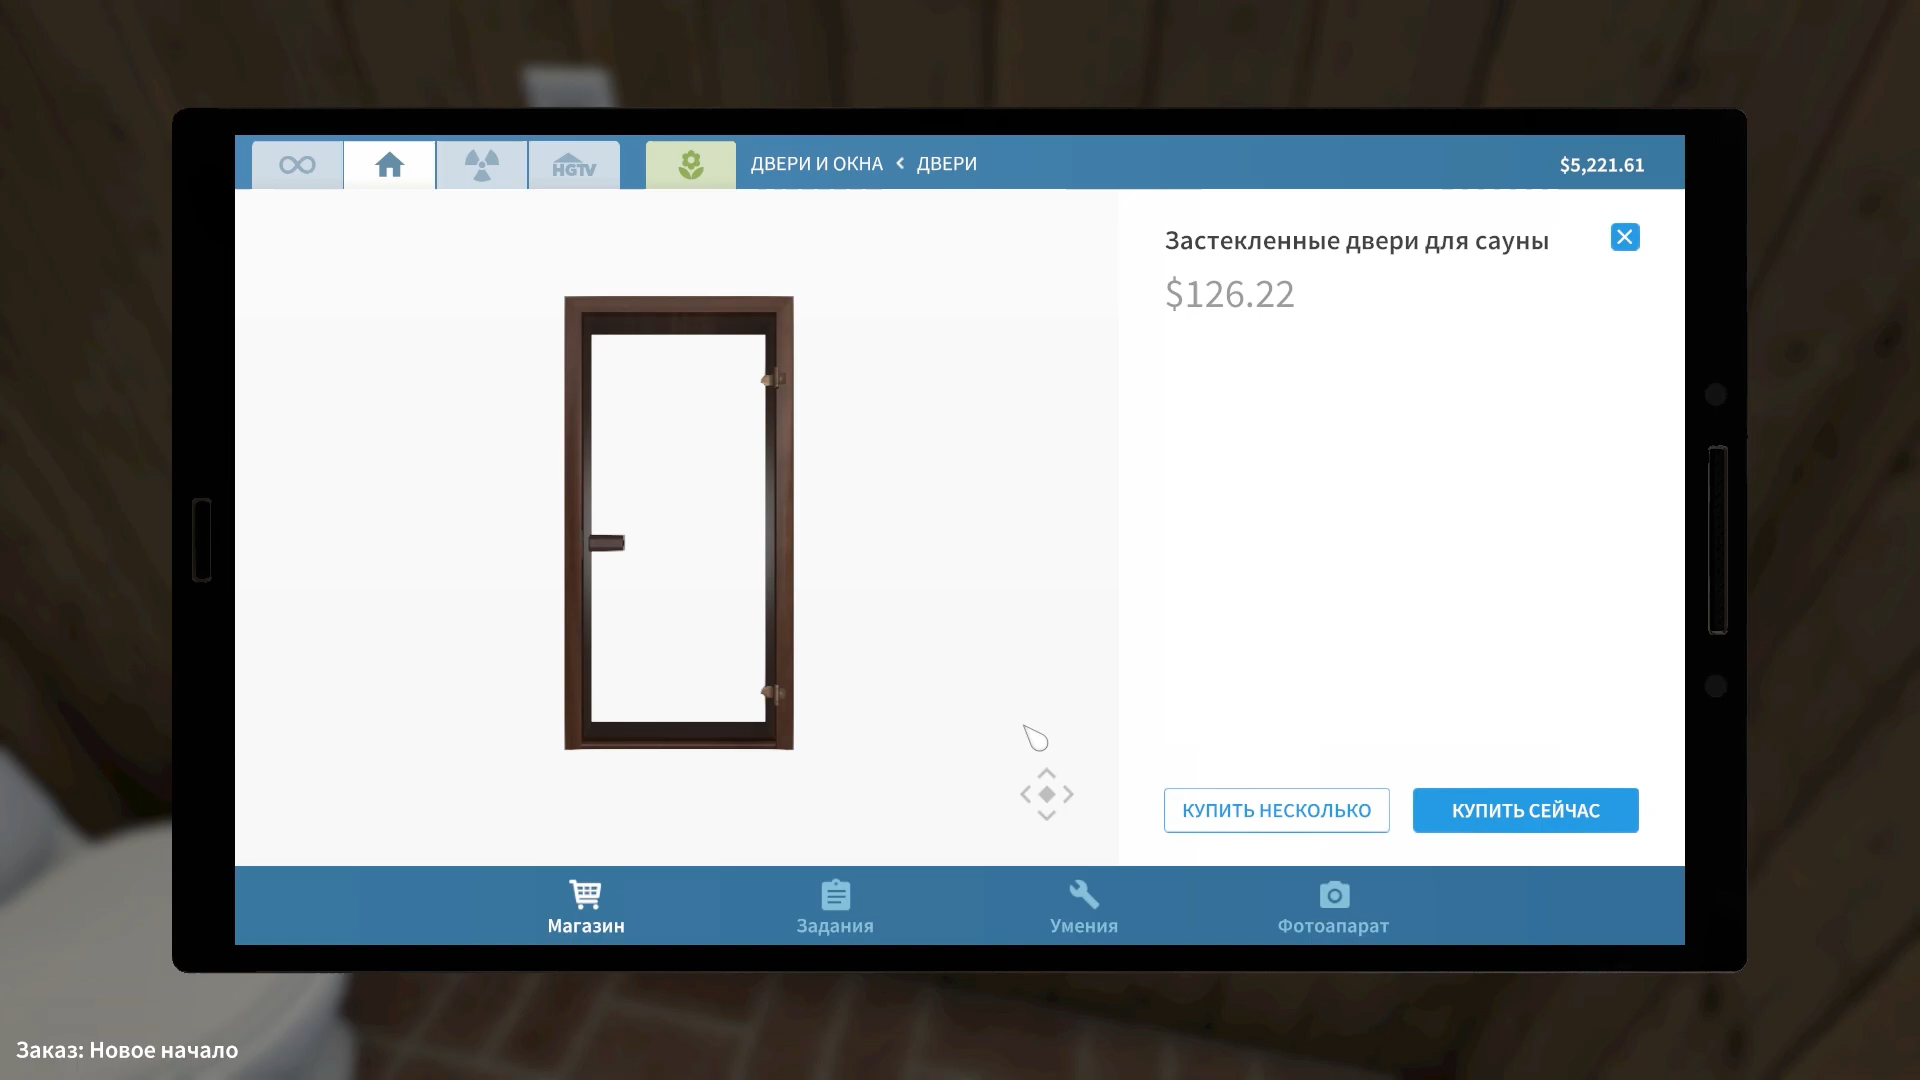 HGTV
ДВЕРИ И ОКНА < ДВЕРИ
$5,221.61
Застекленные двери для сауны
$126.22
КУПИТЬ НЕСКОЛЬКО
КУПИТЬ СЕЙЧАС
Магазин
Задания
Умения
Фотоапарат
Заказ: Новое начало